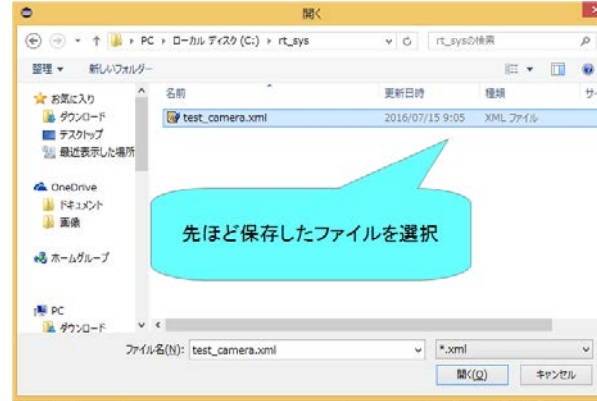 開く
PC ▸ ローカル ディスク (C:) ▸ rt_sys
rt_sysの検索
整理 ▼ 新しいフォルダー
名前 更新日時 種類 サイ
お気に入り
ダウンロード
デスクトップ
最近表示した場所
test_camera.xml 2016/07/15 9:05 XML ファイル
OneDrive
ドキュメント
画像
ホームグループ
PC
ダウンロード
先ほど保存したファイルを選択
ファイル名(N): test_camera.xml *.xml
開く(O) キャンセル